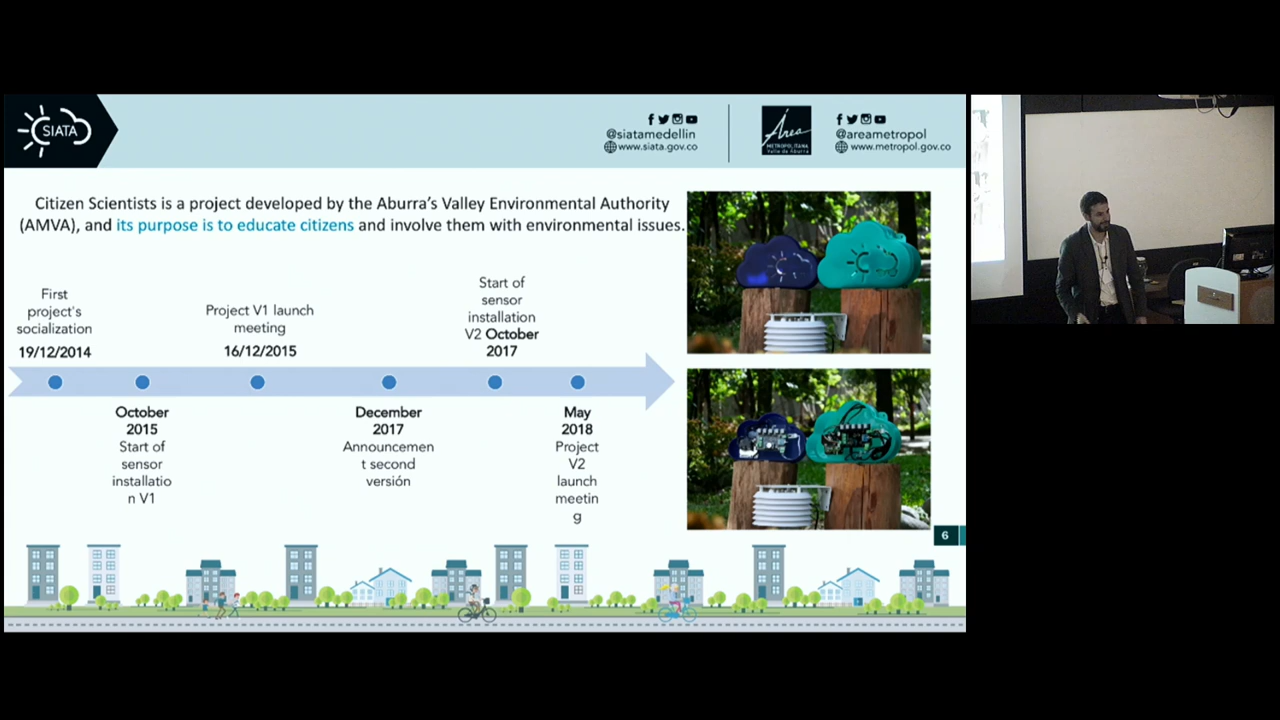 SIATA
@siatamedellin
www.siata.gov.co
Área
METROPOLITANA
Valle de Aburrá
@areametropol
www.metropol.gov.co
Citizen Scientists is a project developed by the Aburra's Valley Environmental Authority
(AMVA), and its purpose is to educate citizens and involve them with environmental issues.
First
project's
socialization
19/12/2014
October
2015
Start of
sensor
installatio
n V1
Project V1 launch
meeting
16/12/2015
December
2017
Announcemen
t second
versión
Start of
sensor
installation
V2 October
2017
May
2018
Project
V2
launch
meetin
g
6